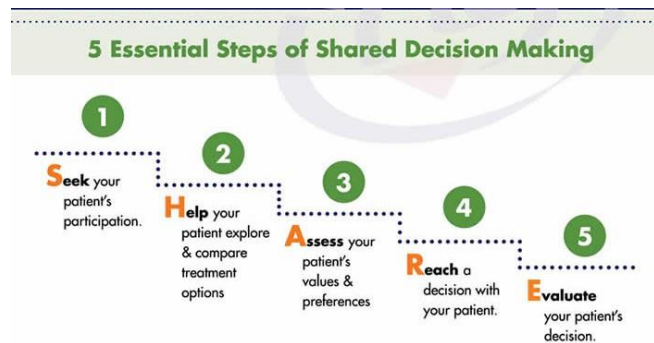 5 Essential Steps of Shared Decision Making
1
Seek your
patient's
participation.
2
Help your
patient explore
& compare
treatment
options
3
Assess your
patient's
values &
preferences
4
Reach a
decision with
your patient.
5
Evaluate
your patient's
decision.